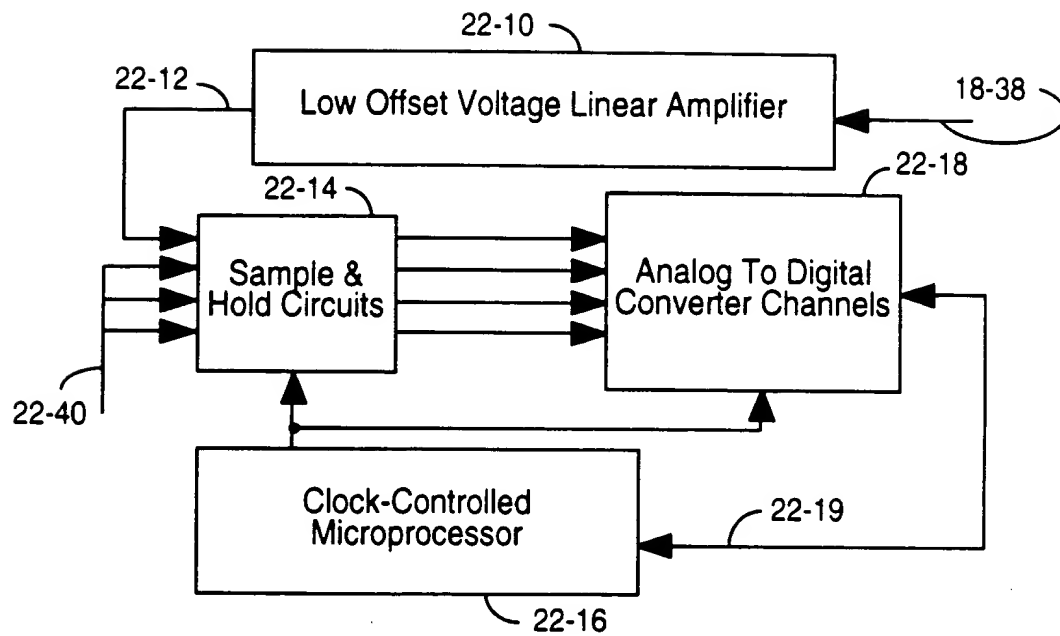 22-10
22-12
Low Offset Voltage Linear Amplifier
18-38
22-14
22-18
Sample &
Hold Circuits
Analog To Digital
Converter Channels
22-40
Clock-Controlled
Microprocessor
22-19
22-16